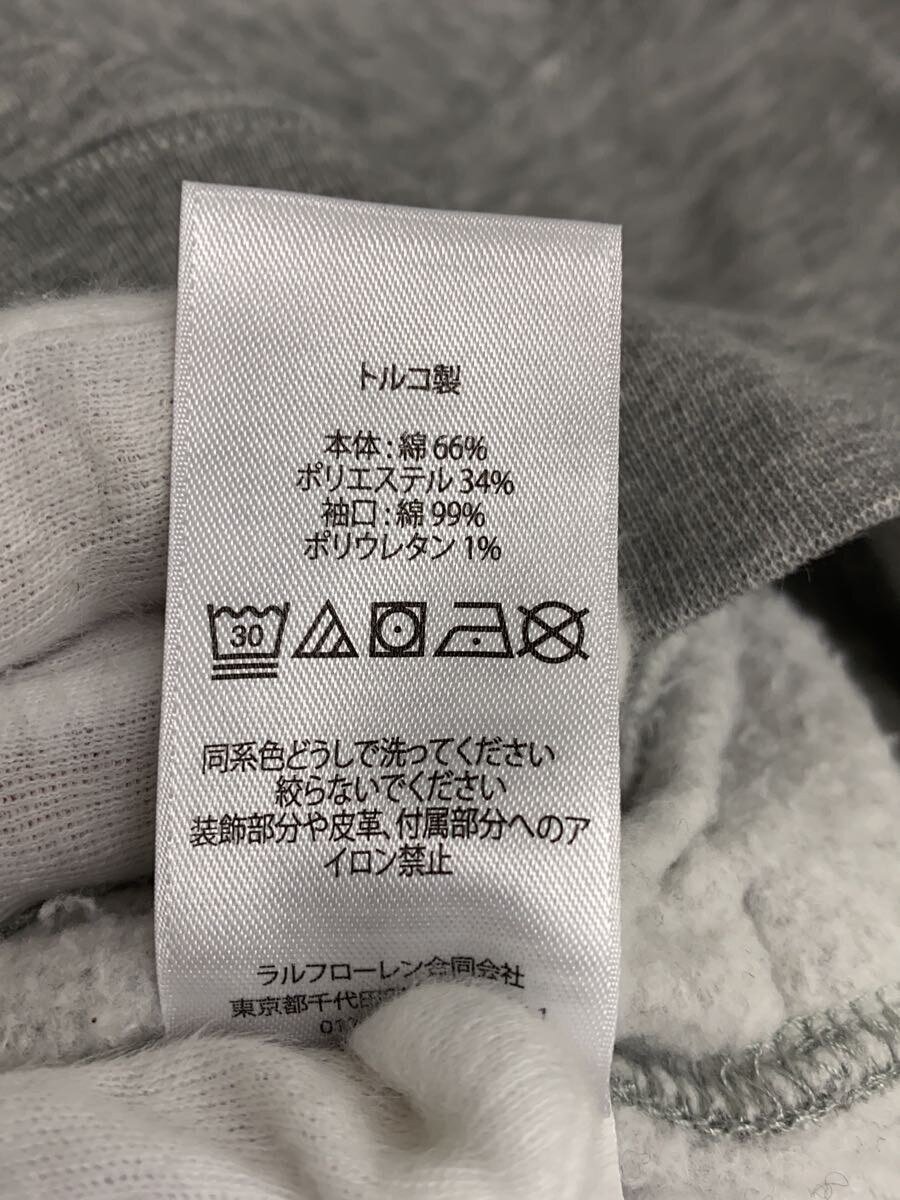 トルコ製
本体:綿 66%
ポリエステル 34%
袖口:綿 99%
ポリウレタン 1%
30
同系色どうしで洗ってください
絞らないでください
装飾部分や皮革、付属部分へのア
イロン禁止
ラルフローレン合同会社
東京都千代田